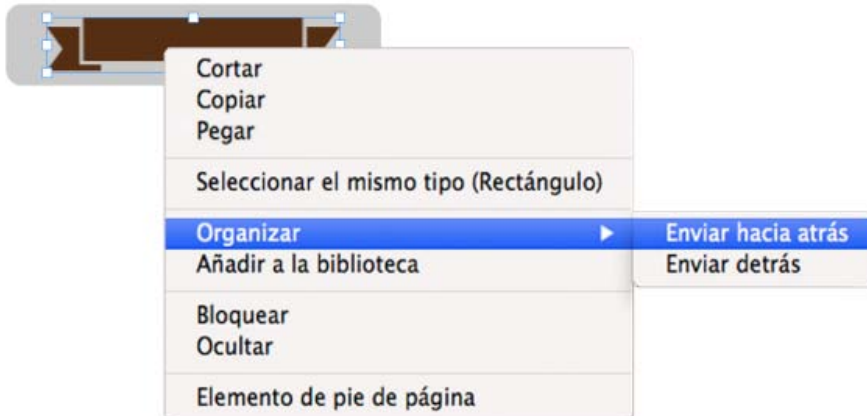 Cortar
Copiar
Pegar
Seleccionar el mismo tipo (Rectángulo)
Organizar
Enviar hacia atrás
Añadir a la biblioteca
Enviar detrás
Bloquear
Ocultar
Elemento de pie de página